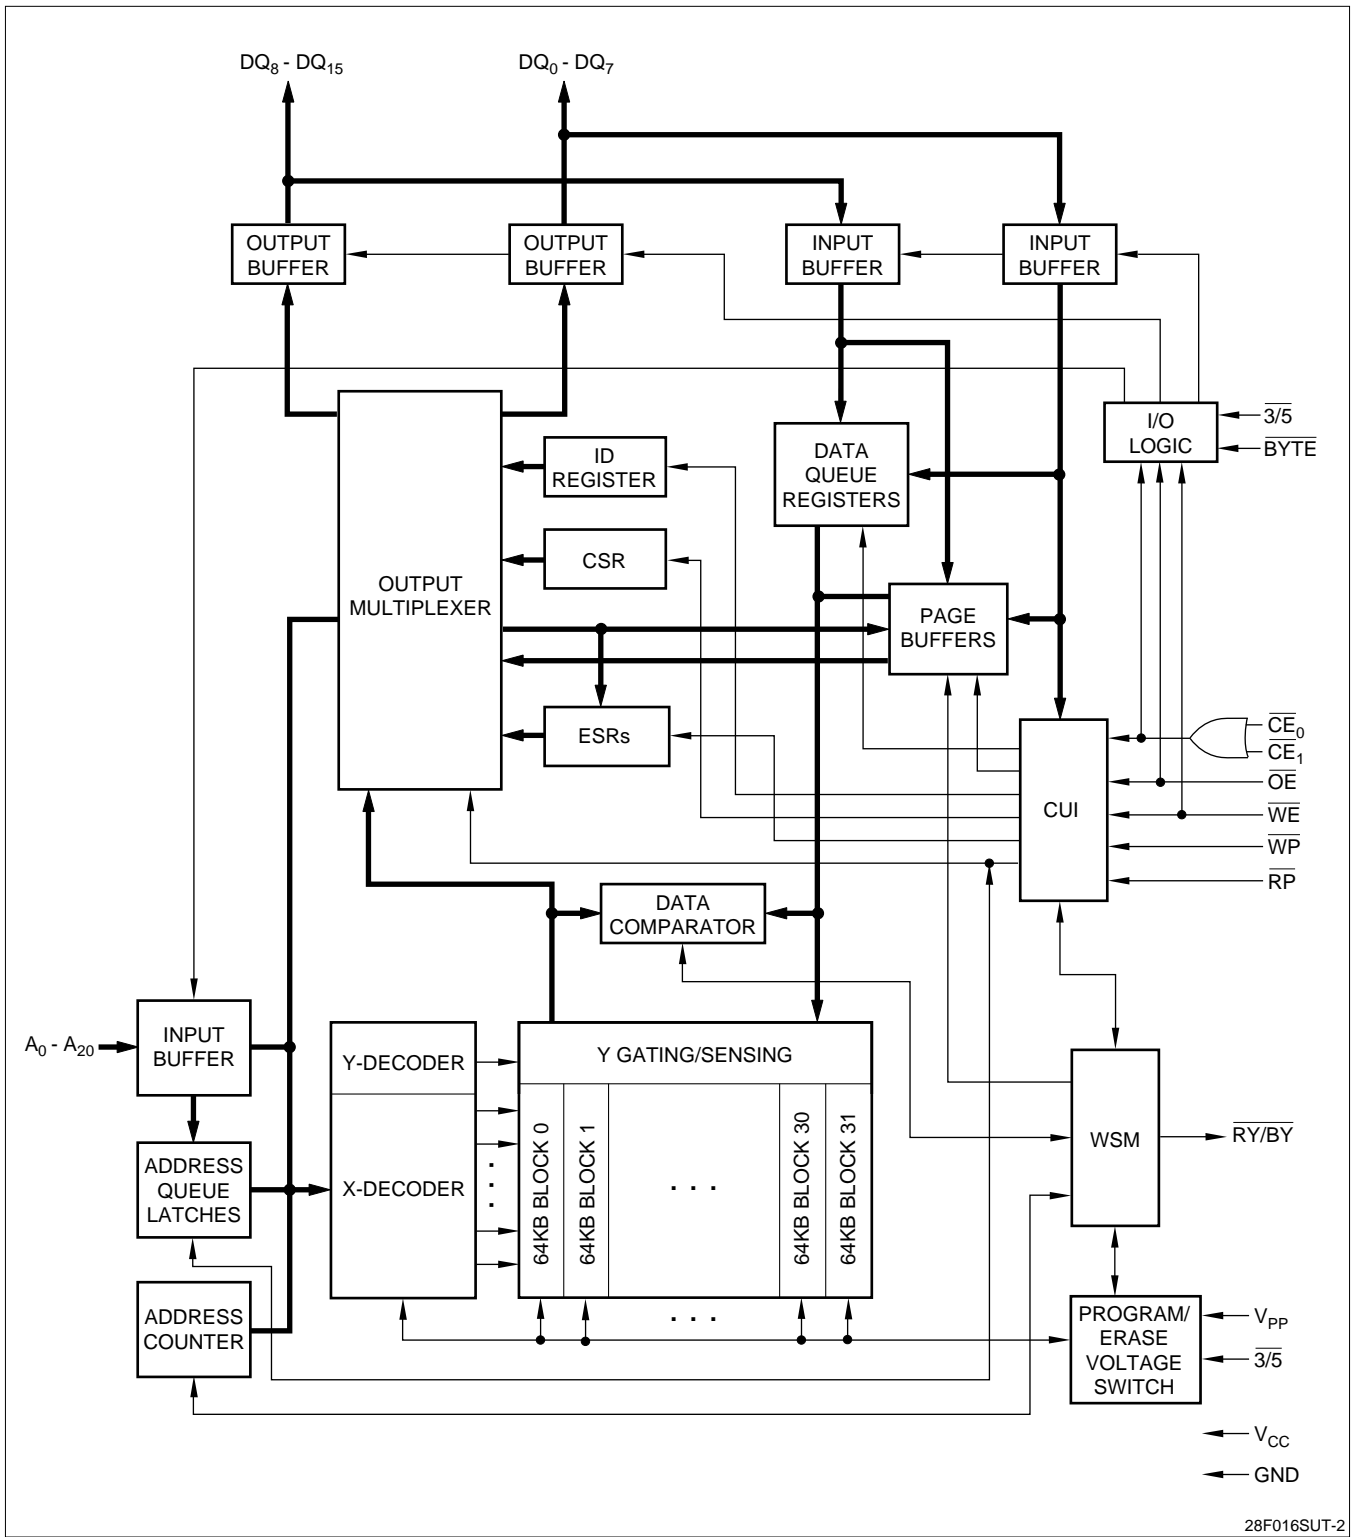 DQ8 - DQ15
DQ0 - DQ7
OUTPUT
BUFFER
OUTPUT
BUFFER
INPUT
BUFFER
INPUT
BUFFER
I/O
LOGIC
3/5
BYTE
ID
REGISTER
DATA
QUEUE
REGISTERS
CSR
OUTPUT
MULTIPLEXER
PAGE
BUFFERS
ESRs
CE0
CE1
OE
WE
WP
RP
CUI
DATA
COMPARATOR
A0 - A20
INPUT
BUFFER
Y-DECODER
Y GATING/SENSING
ADDRESS
QUEUE
LATCHES
X-DECODER
64KB BLOCK 0
64KB BLOCK 1
. . .
64KB BLOCK 30
64KB BLOCK 31
WSM
RY/BY
ADDRESS
COUNTER
. . .
PROGRAM/
ERASE
VOLTAGE
SWITCH
VPP
3/5
VCC
GND
28F016SUT-2